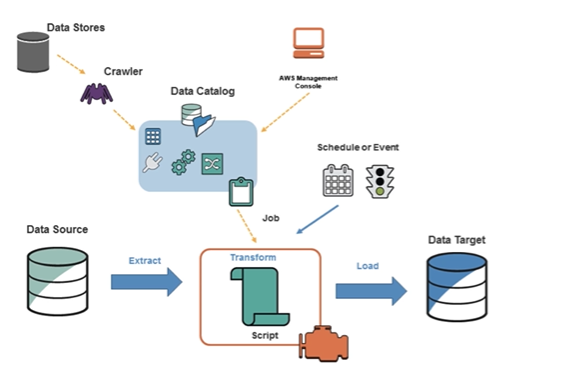 Data Stores
Crawler
Data Catalog
AWS Management
Console
Schedule or Event
Job
Data Source
Extract
Transform
Script
Load
Data Target